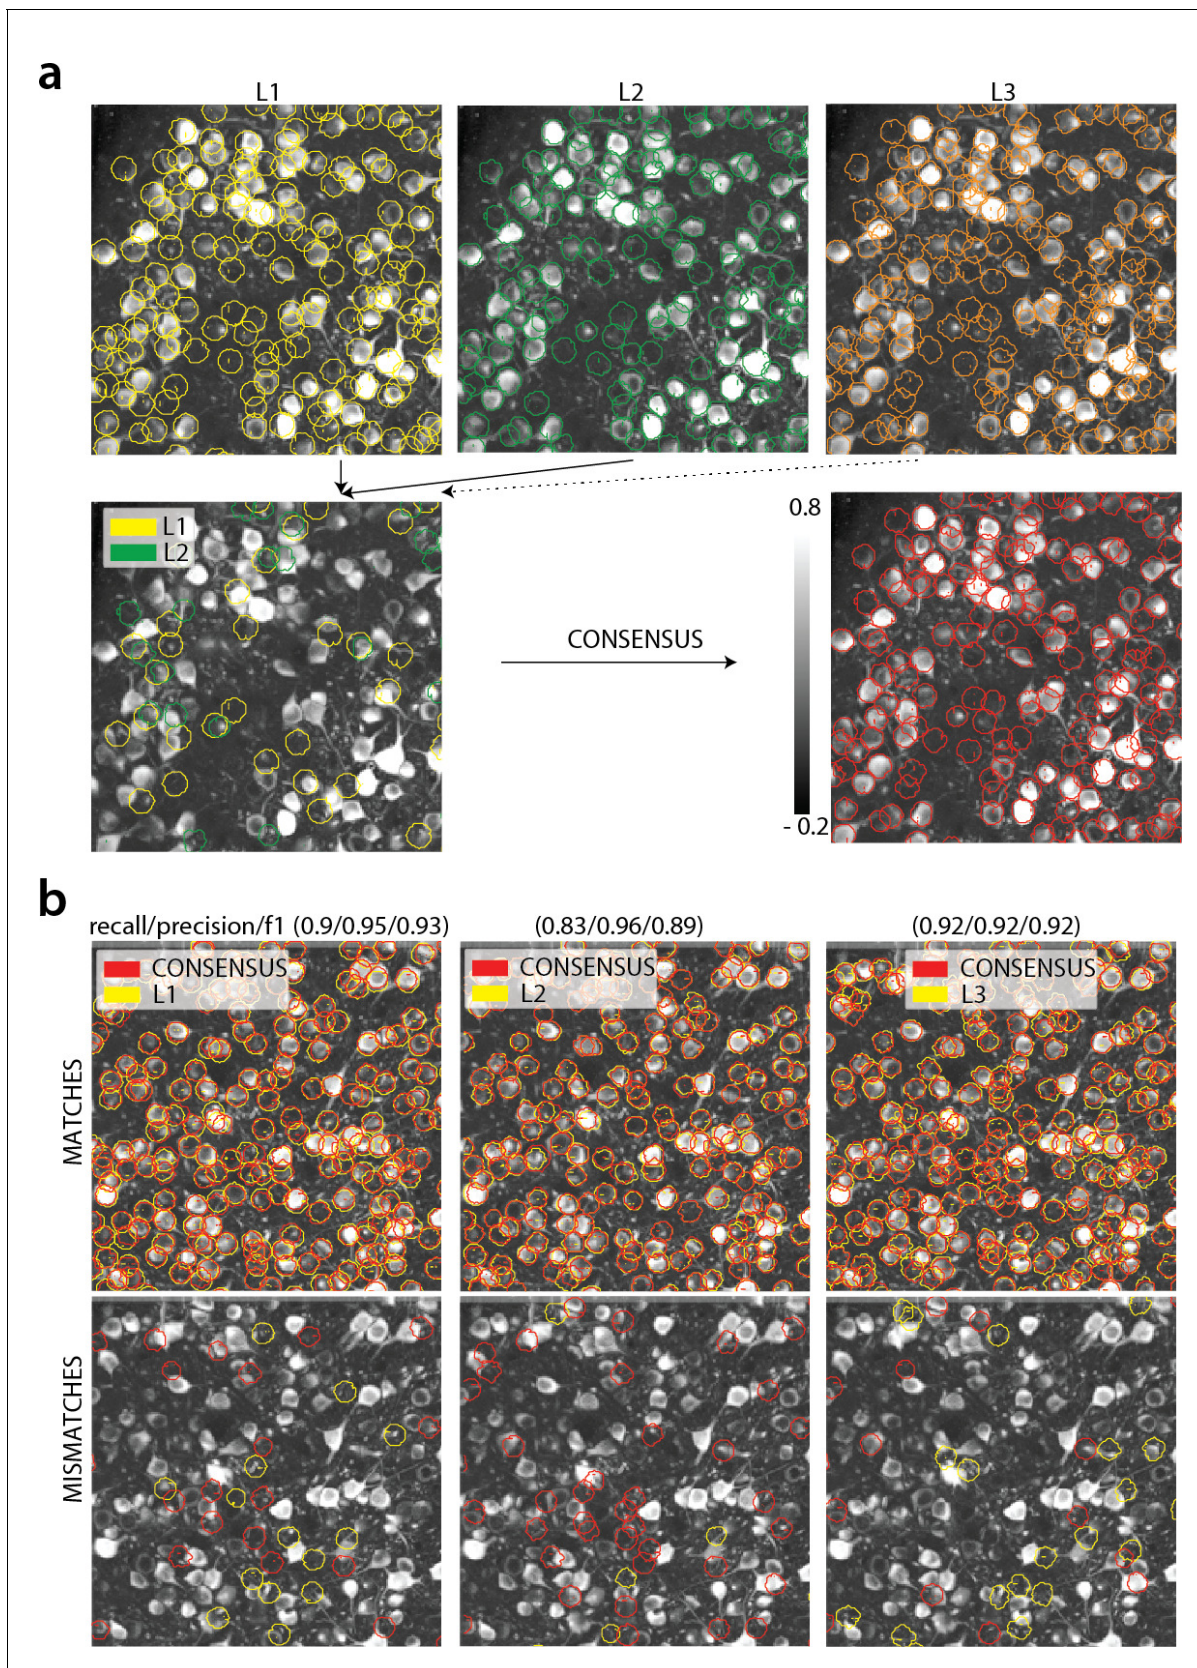 a
L1
L2
L3
L1
L2
CONSENSUS
0.8
- 0.2
b
recall/precision/f1 (0.9/0.95/0.93)
(0.83/0.96/0.89)
(0.92/0.92/0.92)
CONSENSUS
L1
CONSENSUS
L2
CONSENSUS
L3
MATCHES
MISMATCHES